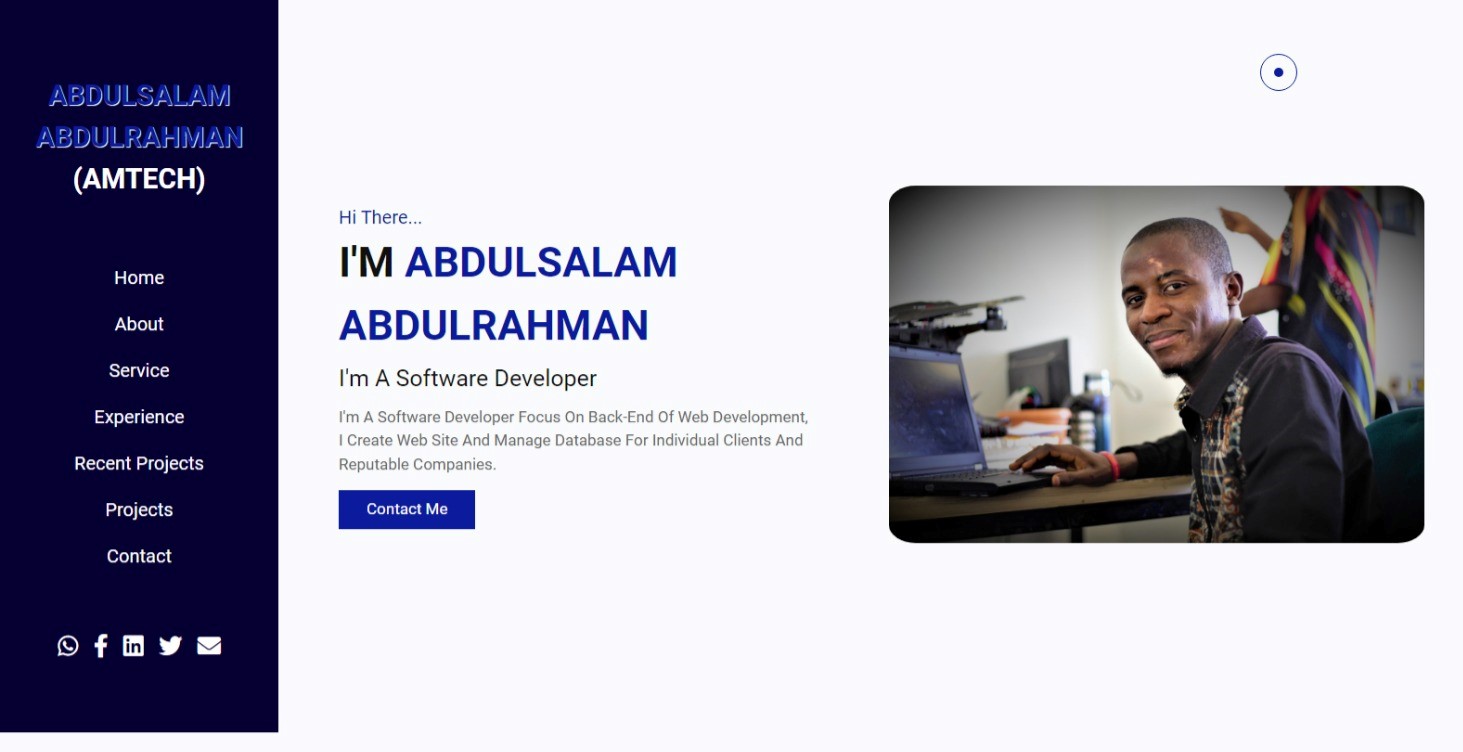 ABDULSALAM
ABDULRAHMAN
(AMTECH)
Home
About
Service
Experience
Recent Projects
Projects
Contact
Hi There...
I'M ABDULSALAM
ABDULRAHMAN
I'm A Software Developer
I'm A Software Developer Focus On Back-End Of Web Development,
I Create Web Site And Manage Database For Individual Clients And
Reputable Companies.
Contact Me